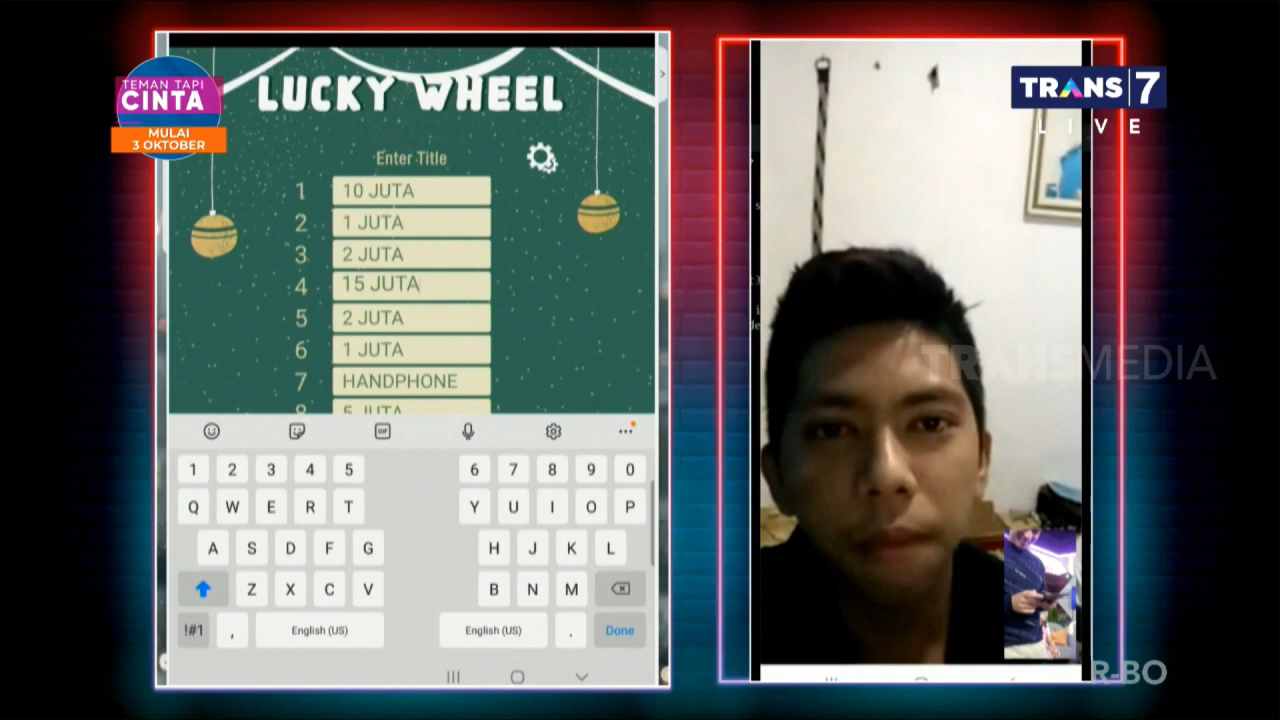 TEMAN TAPI
CINTA
MULAI
3 OKTOBER
LUCKY WHEEL
Enter Title
1 10 JUTA
2 1 JUTA
3 2 JUTA
4 15 JUTA
5 2 JUTA
6 1 JUTA
7 HANDPHONE
8 5 JUTA
GIF
1 2 3 4 5 6 7 8 9 0
Q W E R T Y U I O P
A S D F G H J K L
Z X C V B N M
!#1 , English (US) English (US) . Done
TRANS|7
LIVE
TRANSMEDIA
R-BO